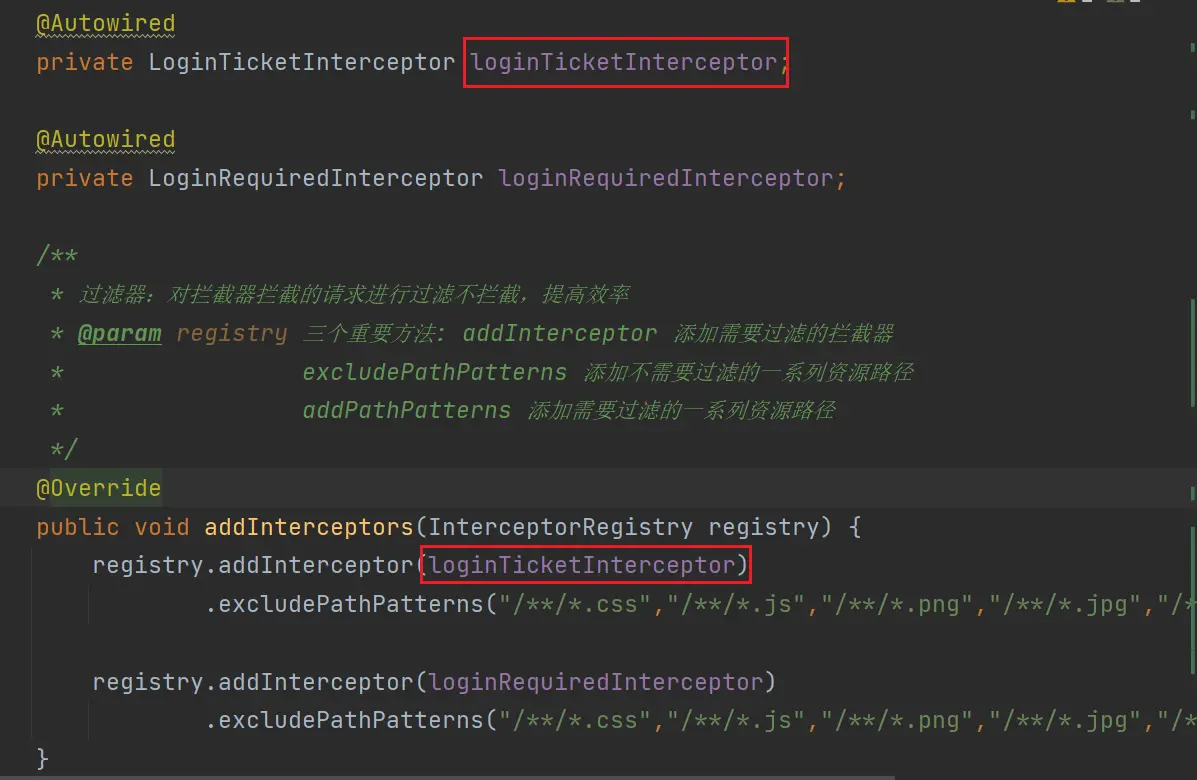 @Autowired
private LoginTicketInterceptor loginTicketInterceptor;
@Autowired
private LoginRequiredInterceptor loginRequiredInterceptor;
/**
* 过滤器：对拦截器拦截的请求进行过滤不拦截，提高效率
* @param registry 三个重要方法: addInterceptor 添加需要过滤的拦截器
* excludePathPatterns 添加不需要过滤的一系列资源路径
* addPathPatterns 添加需要过滤的一系列资源路径
*/
@Override
public void addInterceptors(InterceptorRegistry registry) {
registry.addInterceptor(loginTicketInterceptor)
.excludePathPatterns("/**/*.css","/**/*.js","/**/*.png","/**/*.jpg","/*
registry.addInterceptor(loginRequiredInterceptor)
.excludePathPatterns("/**/*.css","/**/*.js","/**/*.png","/**/*.jpg","/*
}